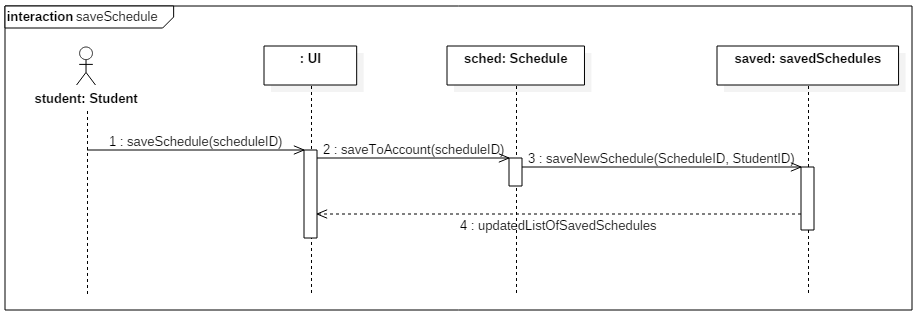 interaction saveSchedule
student: Student
: UI
sched: Schedule
saved: savedSchedules
1 : saveSchedule(scheduleID)
2 : saveToAccount(scheduleID)
3 : saveNewSchedule(ScheduleID, StudentID)
4 : updatedListOfSavedSchedules